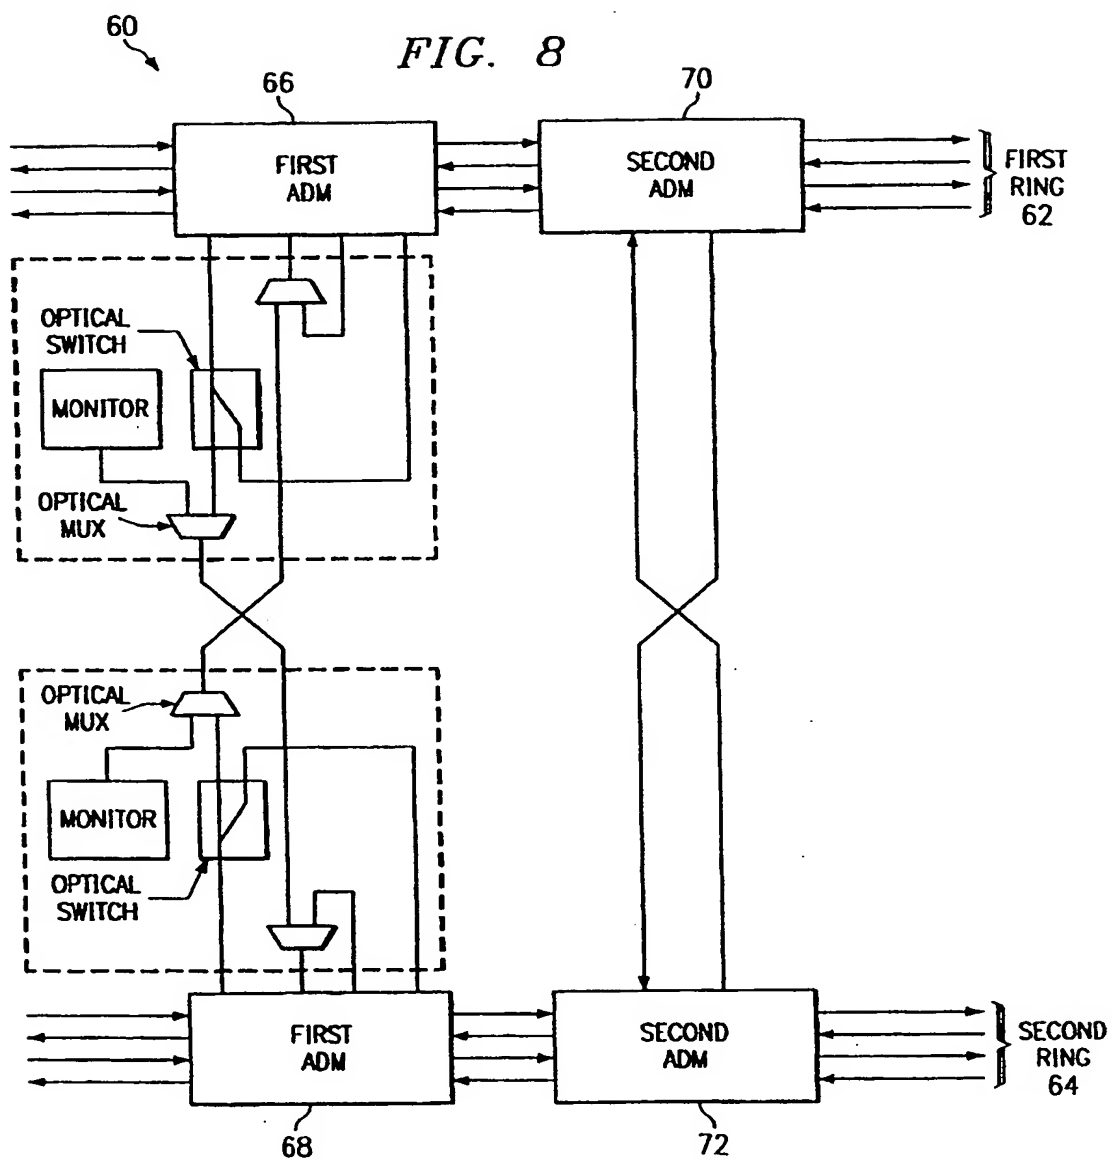 60
FIG. 8
66
70
FIRST
ADM
SECOND
ADM
FIRST
RING
62
OPTICAL
SWITCH
MONITOR
OPTICAL
MUX
OPTICAL
MUX
MONITOR
OPTICAL
SWITCH
FIRST
ADM
SECOND
ADM
SECOND
RING
64
68
72